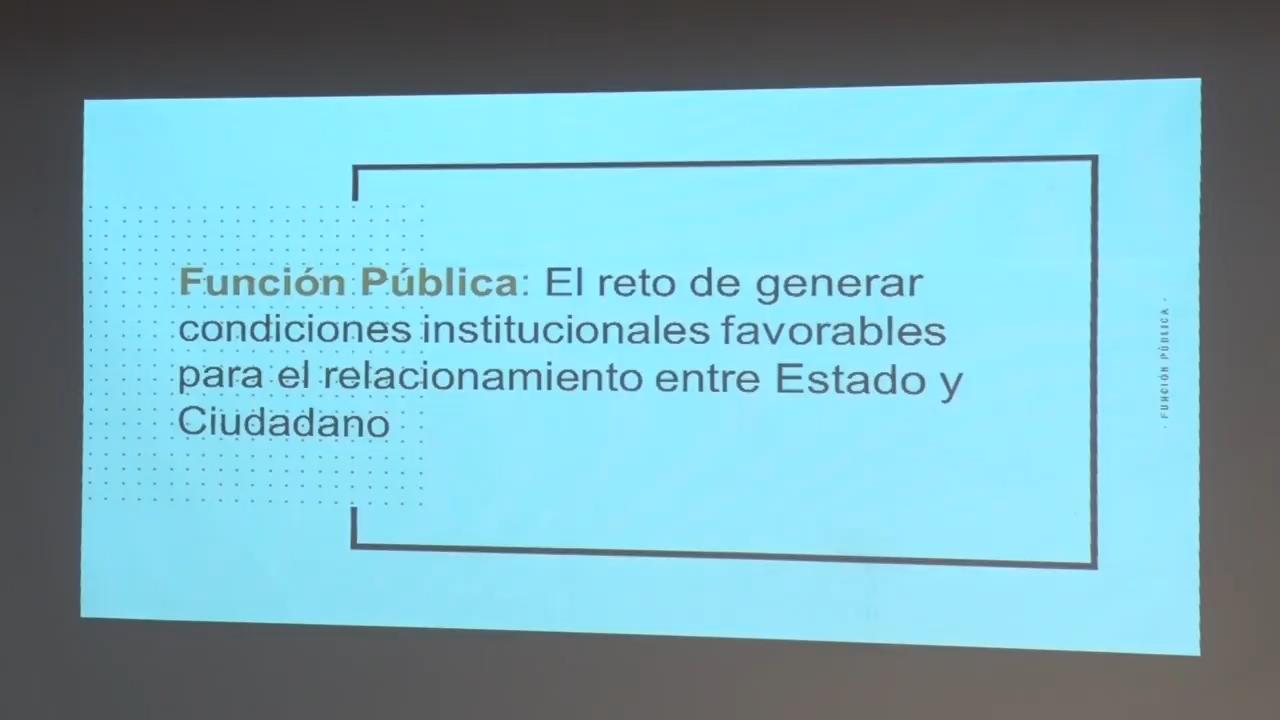 Función Pública: El reto de generar
condiciones institucionales favorables
para el relacionamiento entre Estado y
Ciudadano
- FUNCIÓN PÚBLICA -